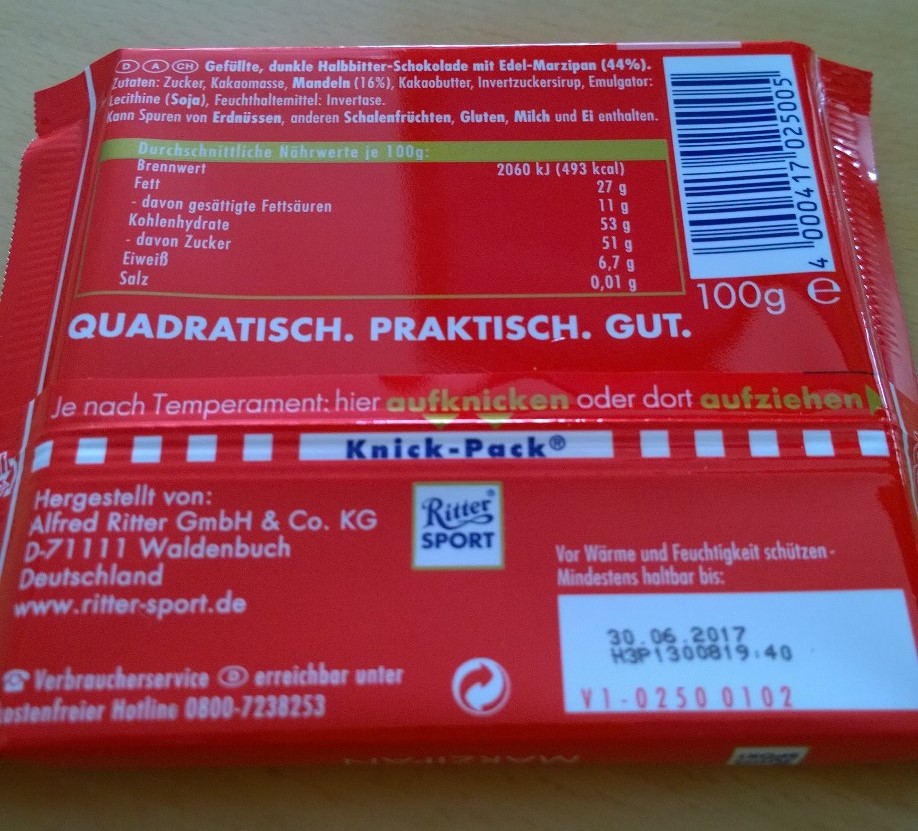 D A CH Gefüllte, dunkle Halbbitter-Schokolade mit Edel-Marzipan (44%).
Zutaten: Zucker, Kakaomasse, Mandeln (16%), Kakaobutter, Invertzuckersirup, Emulgator:
Lecithine (Soja), Feuchthaltemittel: Invertase.
Kann Spuren von Erdnüssen, anderen Schalenfrüchten, Gluten, Milch und Ei enthalten.
Durchschnittliche Nährwerte je 100g:
Brennwert 2060 kJ (493 kcal)
Fett 27 g
- davon gesättigte Fettsäuren 11 g
Kohlenhydrate 53 g
- davon Zucker 51 g
Eiweiß 6,7 g
Salz 0,01 g
4 000417 025005
100g e
QUADRATISCH. PRAKTISCH. GUT.
Je nach Temperament: hier aufknicken oder dort aufziehen
Knick-Pack®
Hergestellt von:
Alfred Ritter GmbH & Co. KG
D-71111 Waldenbuch
Deutschland
www.ritter-sport.de
Ritter®
SPORT
Vor Wärme und Feuchtigkeit schützen -
Mindestens haltbar bis:
30.06.2017
H3P1300819:40
V1-0250 0102
Verbraucherservice D erreichbar unter
kostenfreier Hotline 0800-7238253
MARZIPAN